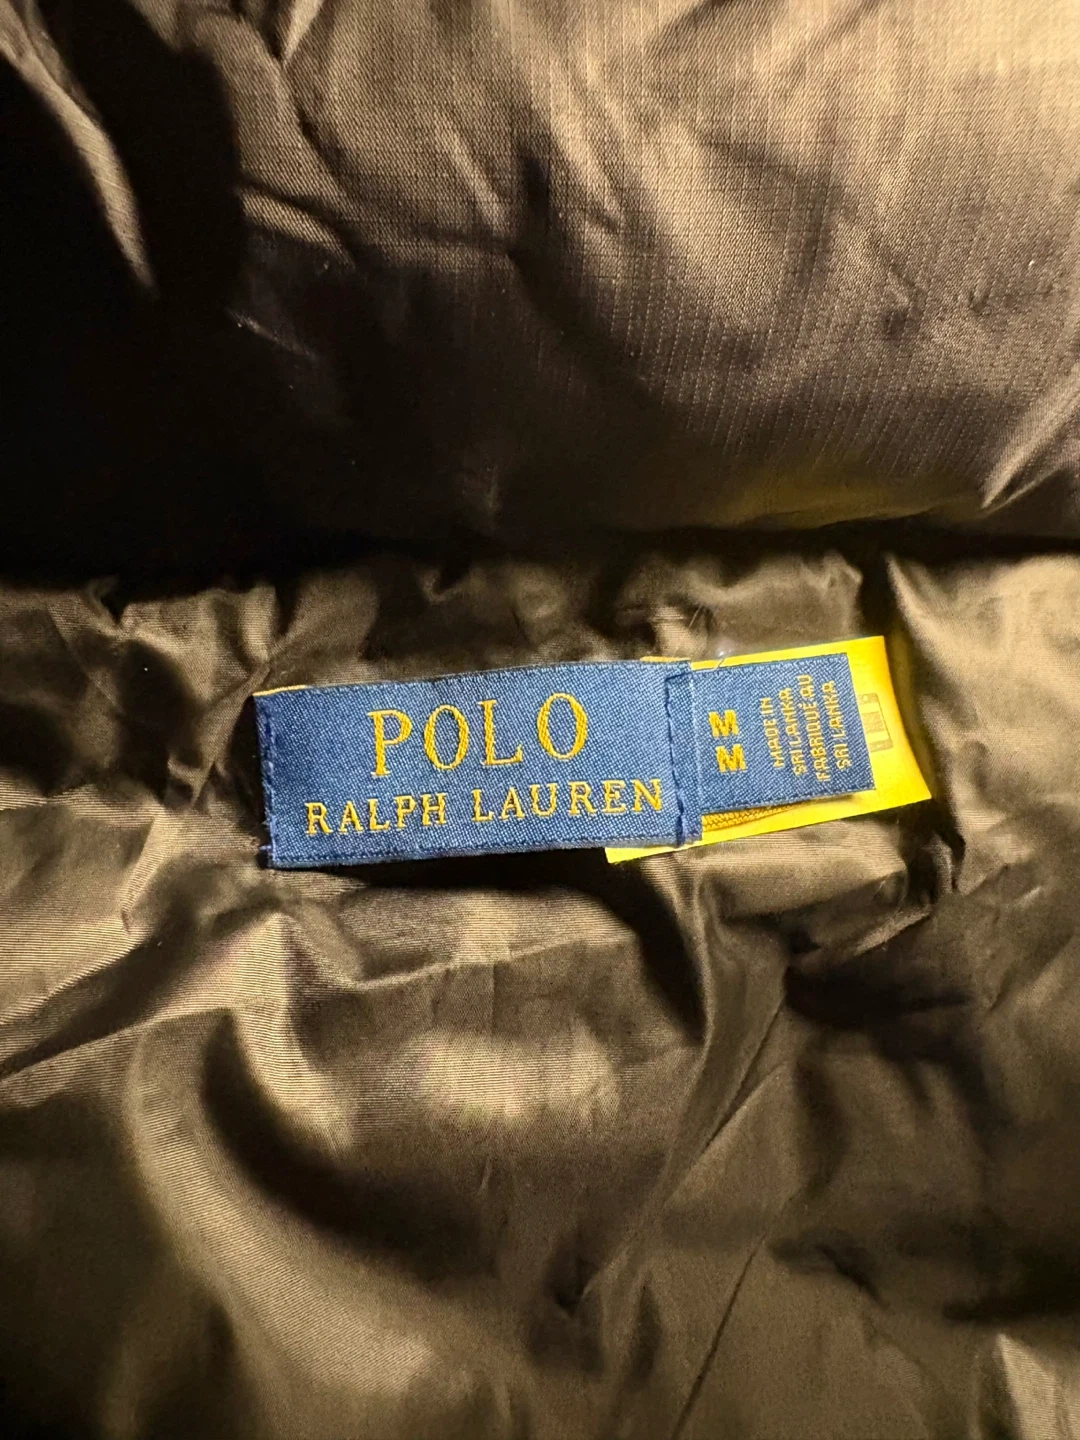 POLO
RALPH LAUREN
M
M
MADE IN
SRI LANKA
FABRIQUÉ AU
SRI LANKA